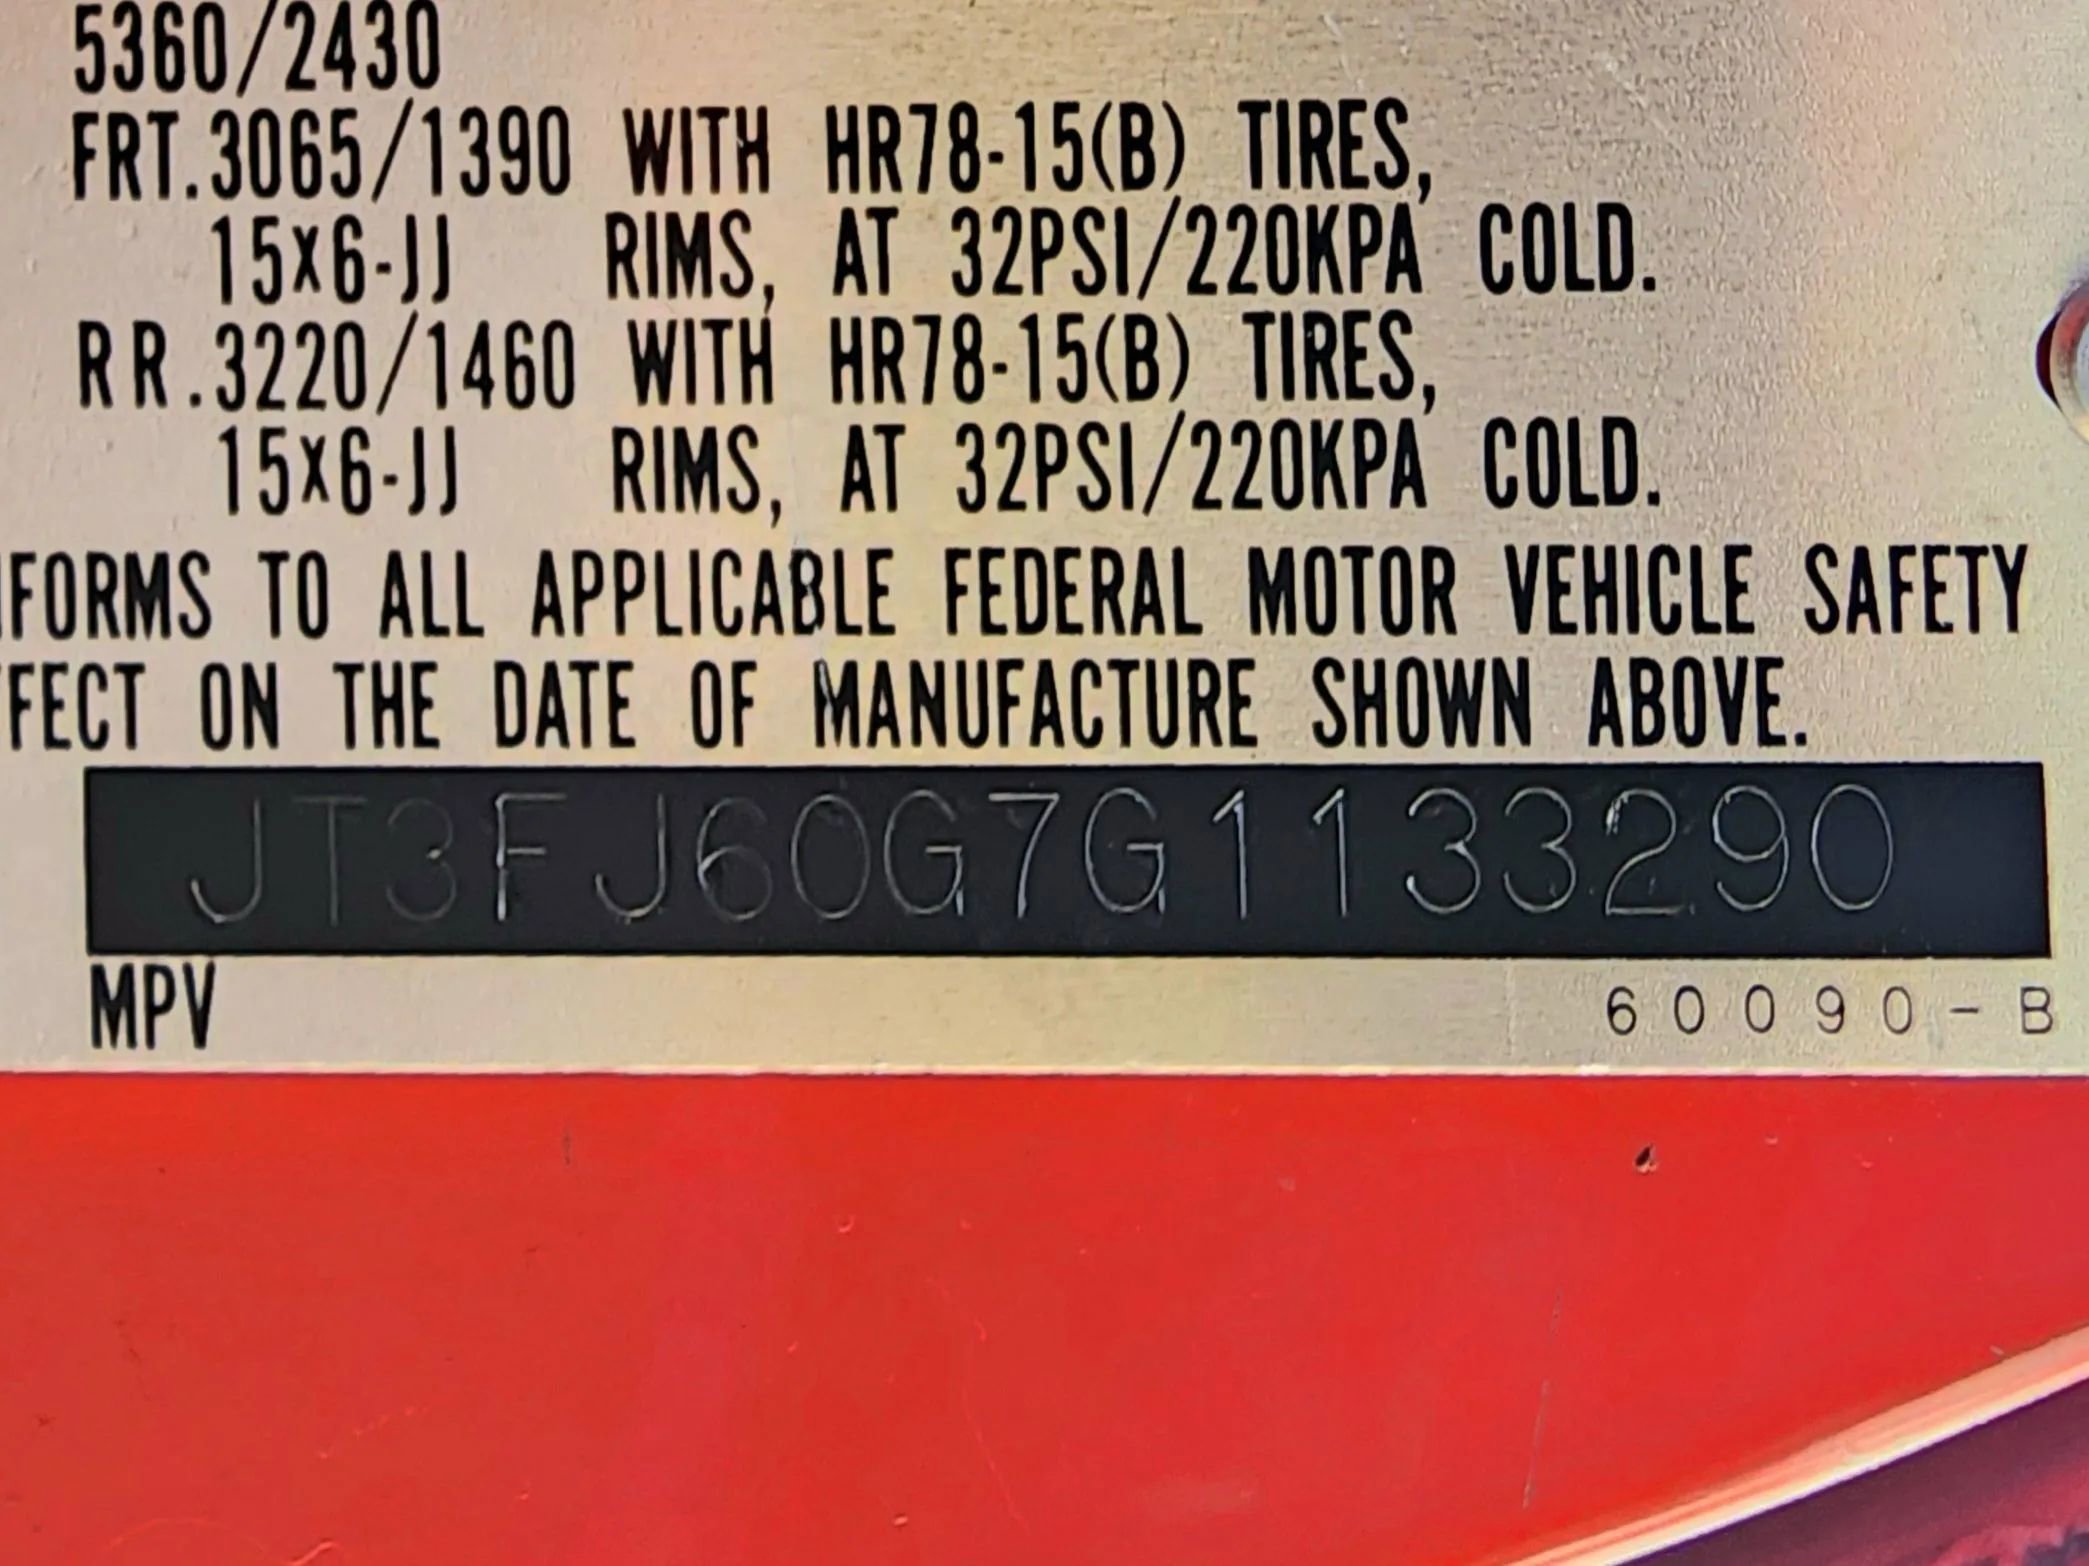 5360/2430
FRT.3065/1390 WITH HR78-15(B) TIRES,
15X6-JJ RIMS, AT 32PSI/220KPA COLD.
RR.3220/1460 WITH HR78-15(B) TIRES,
15X6-JJ RIMS, AT 32PSI/220KPA COLD.
FORMS TO ALL APPLICABLE FEDERAL MOTOR VEHICLE SAFETY
FECT ON THE DATE OF MANUFACTURE SHOWN ABOVE.
JT3FJ60G7G1133290
MPV 60090-B